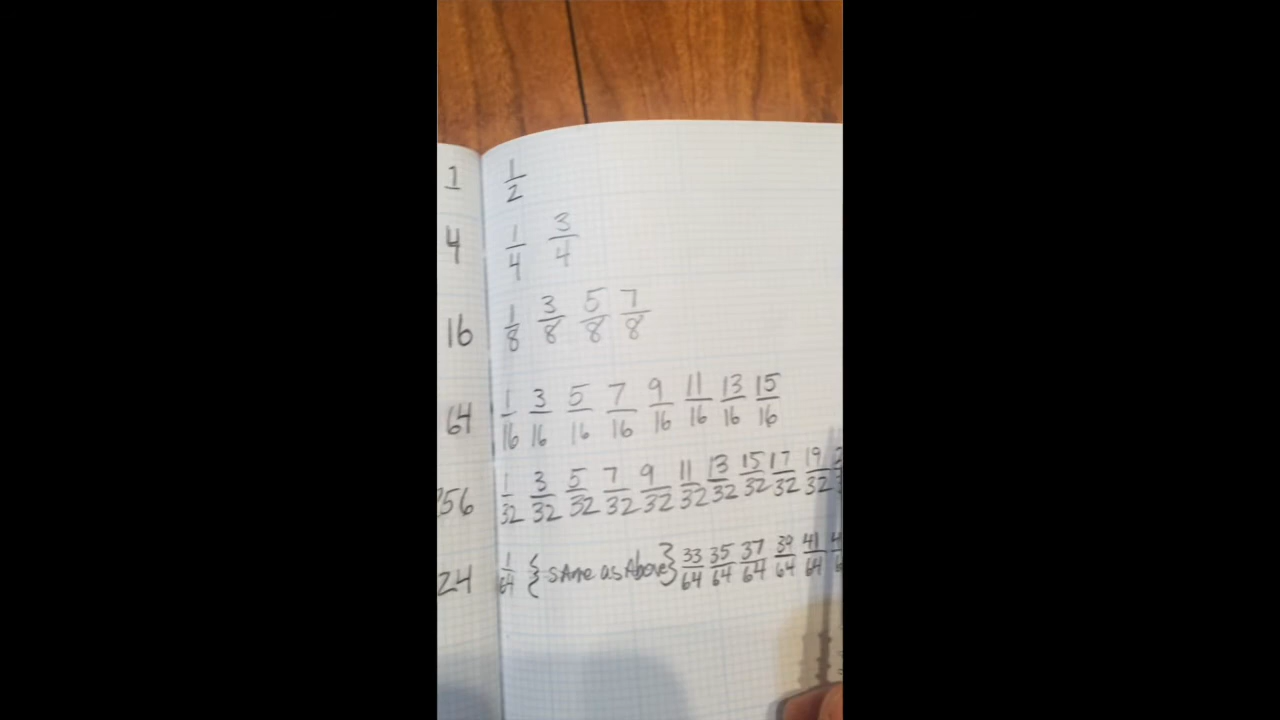 1 1/2
4 1/4 3/4
16 1/8 3/8 5/8 7/8
64 1/16 3/16 5/16 7/16 9/16 11/16 13/16 15/16
56 1/32 3/32 5/32 7/32 9/32 11/32 13/32 15/32 17/32 19/32
24 1/64 { sAme as Above } 33/64 35/64 37/64 39/64 41/64